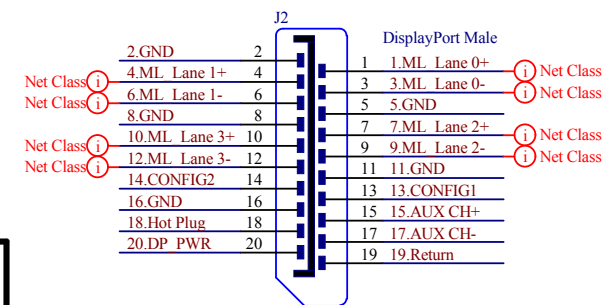 J2
DisplayPort Male
2.GND 2
1 1.ML Lane 0+ i Net Class
Net Class i 4.ML Lane 1+ 4
3 3.ML Lane 0- i Net Class
Net Class i 6.ML Lane 1- 6
5 5.GND
8.GND 8
7 7.ML Lane 2+ i Net Class
Net Class i 10.ML Lane 3+ 10
9 9.ML Lane 2- i Net Class
Net Class i 12.ML Lane 3- 12
11 11.GND
14.CONFIG2 14
13 13.CONFIG1
16.GND 16
15 15.AUX CH+
18.Hot Plug 18
17 17.AUX CH-
20.DP_PWR 20
19 19.Return